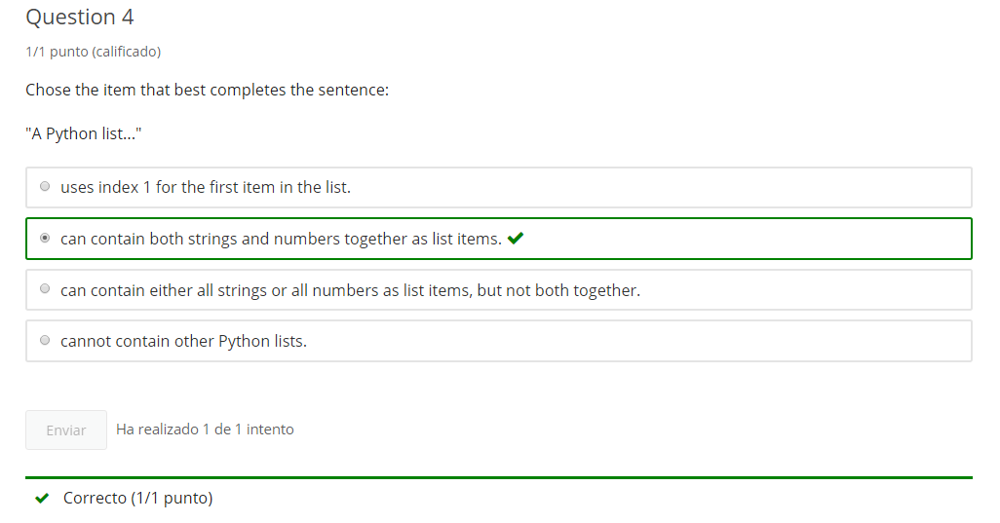 Question 4
1/1 punto (calificado)
Chose the item that best completes the sentence:
"A Python list..."
uses index 1 for the first item in the list.
can contain both strings and numbers together as list items.
can contain either all strings or all numbers as list items, but not both together.
cannot contain other Python lists.
Enviar Ha realizado 1 de 1 intento
Correcto (1/1 punto)